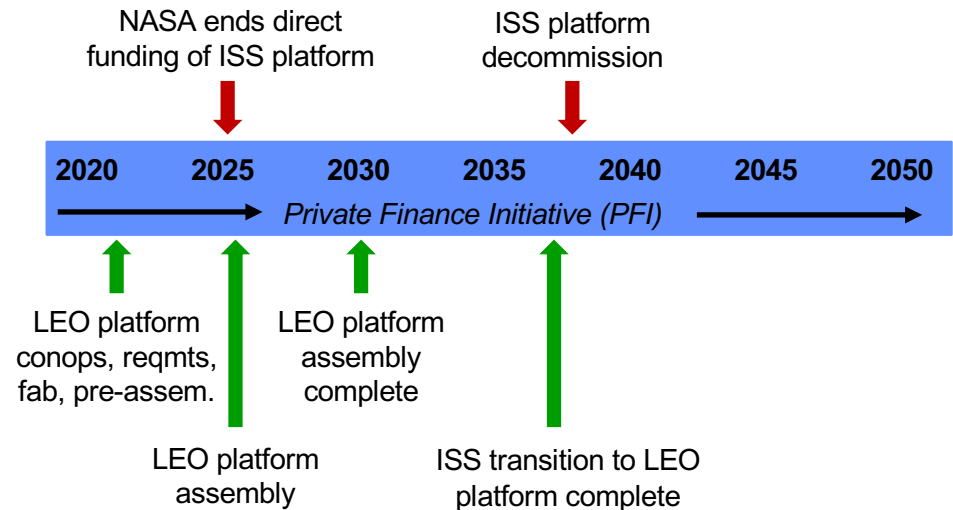 NASA ends direct
funding of ISS platform
ISS platform
decommission
2020 2025 2030 2035 2040 2045 2050
Private Finance Initiative (PFI)
LEO platform
conops, reqmts,
fab, pre-assem.
LEO platform
assembly
complete
LEO platform
assembly
ISS transition to LEO
platform complete